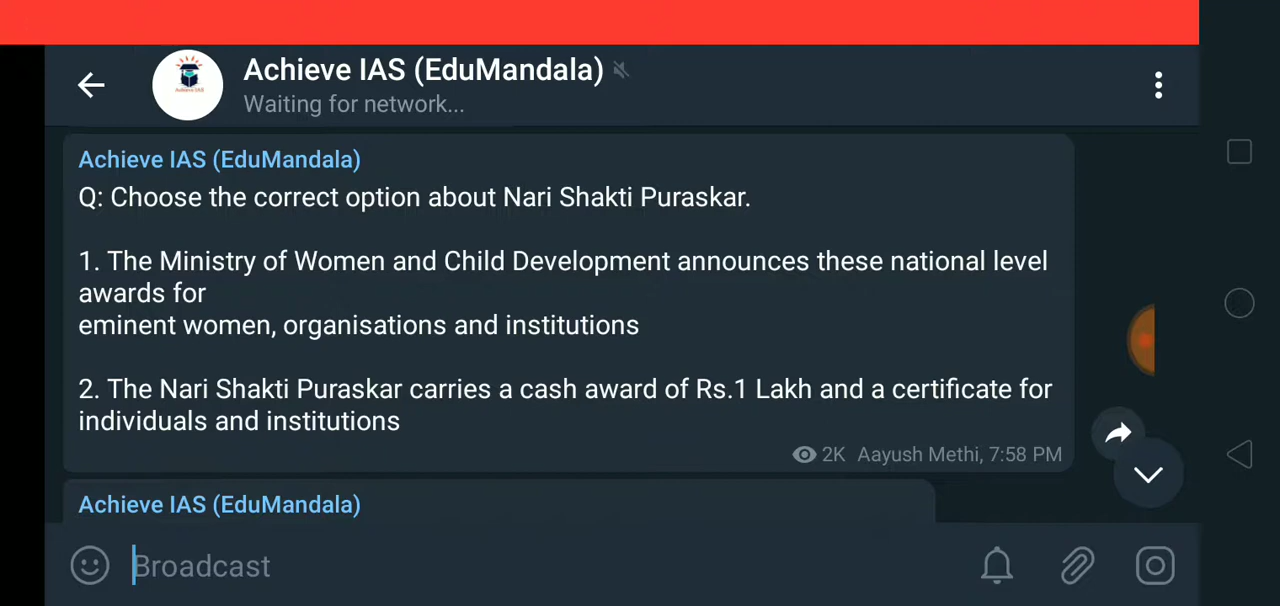 Achieve IAS (EduMandala)
Waiting for network...
Achieve IAS (EduMandala)
Q: Choose the correct option about Nari Shakti Puraskar.
1. The Ministry of Women and Child Development announces these national level
awards for
eminent women, organisations and institutions
2. The Nari Shakti Puraskar carries a cash award of Rs.1 Lakh and a certificate for
individuals and institutions
2K Aayush Methi, 7:58 PM
Achieve IAS (EduMandala)
Broadcast